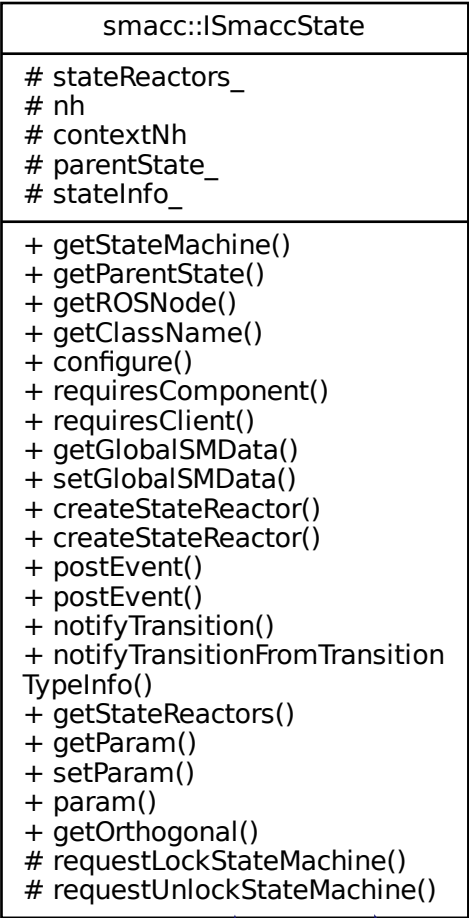 smacc::ISmaccState
# stateReactors_
# nh
# contextNh
# parentState_
# stateInfo_
+ getStateMachine()
+ getParentState()
+ getROSNode()
+ getClassName()
+ configure()
+ requiresComponent()
+ requiresClient()
+ getGlobalSMData()
+ setGlobalSMData()
+ createStateReactor()
+ createStateReactor()
+ postEvent()
+ postEvent()
+ notifyTransition()
+ notifyTransitionFromTransition
TypeInfo()
+ getStateReactors()
+ getParam()
+ setParam()
+ param()
+ getOrthogonal()
# requestLockStateMachine()
# requestUnlockStateMachine()